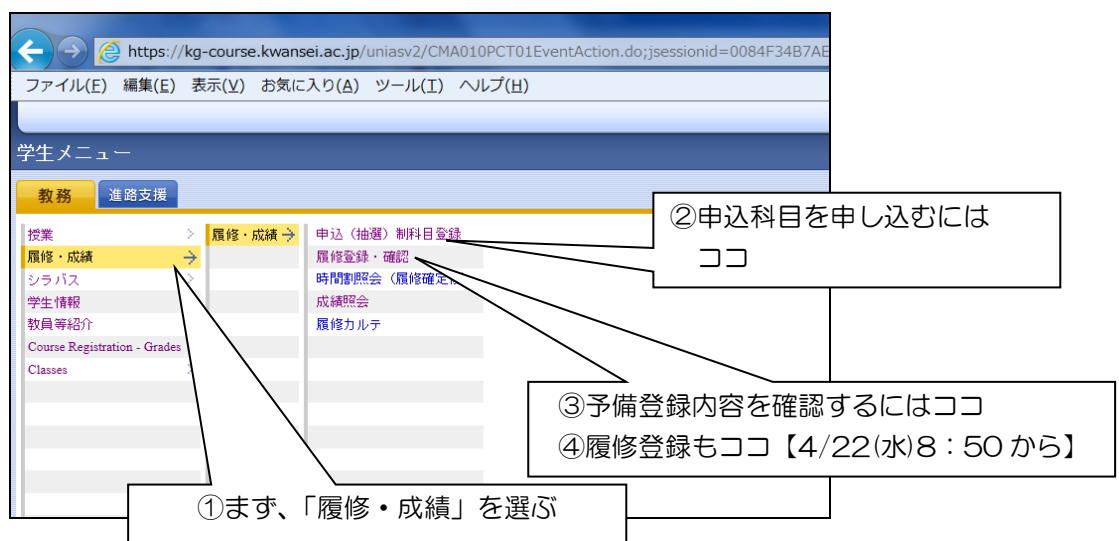 https://kg-course.kwansei.ac.jp/uniasv2/CMA010PCT01EventAction.do;jsessionid=0084F34B7AE
ファイル(F) 編集(E) 表示(V) お気に入り(A) ツール(T) ヘルプ(H)
学生メニュー
教務 進路支援
授業
履修・成績
シラバス
学生情報
教員等紹介
Course Registration - Grades
Classes
履修・成績
申込（抽選）制科目登録
履修登録・確認
時間割照会（履修確定
成績照会
履修カルテ
②申込科目を申し込むには
ココ
③予備登録内容を確認するにはココ
④履修登録もココ【4/22(水)8：50から】
①まず、「履修・成績」を選ぶ